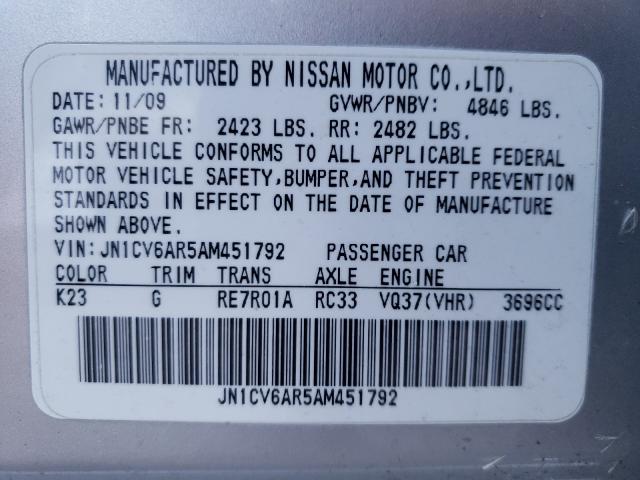 MANUFACTURED BY NISSAN MOTOR CO.,LTD.
DATE: 11/09 GVWR/PNBV: 4846 LBS.
GAWR/PNBE FR: 2423 LBS. RR: 2482 LBS.
THIS VEHICLE CONFORMS TO ALL APPLICABLE FEDERAL
MOTOR VEHICLE SAFETY,BUMPER,AND THEFT PREVENTION
STANDARDS IN EFFECT ON THE DATE OF MANUFACTURE
SHOWN ABOVE.
VIN:JN1CV6AR5AM451792 PASSENGER CAR
COLOR TRIM TRANS AXLE ENGINE
K23 G RE7R01A RC33 VQ37(VHR) 3696CC
JN1CV6AR5AM451792